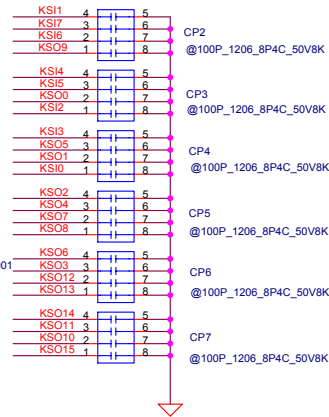 KSI1 4 5
KSI7 3 6
KSI6 2 7
KSO9 1 8
CP2
@100P_1206_8P4C_50V8K
KSI4 4 5
KSI5 3 6
KSO0 2 7
KSI2 1 8
CP3
@100P_1206_8P4C_50V8K
KSI3 4 5
KSO5 3 6
KSO1 2 7
KSI0 1 8
CP4
@100P_1206_8P4C_50V8K
KSO2 4 5
KSO4 3 6
KSO7 2 7
KSO8 1 8
CP5
@100P_1206_8P4C_50V8K
KSO6 4 5
01 KSO3 3 6
KSO12 2 7
KSO13 1 8
CP6
@100P_1206_8P4C_50V8K
KSO14 4 5
KSO11 3 6
KSO10 2 7
KSO15 1 8
CP7
@100P_1206_8P4C_50V8K